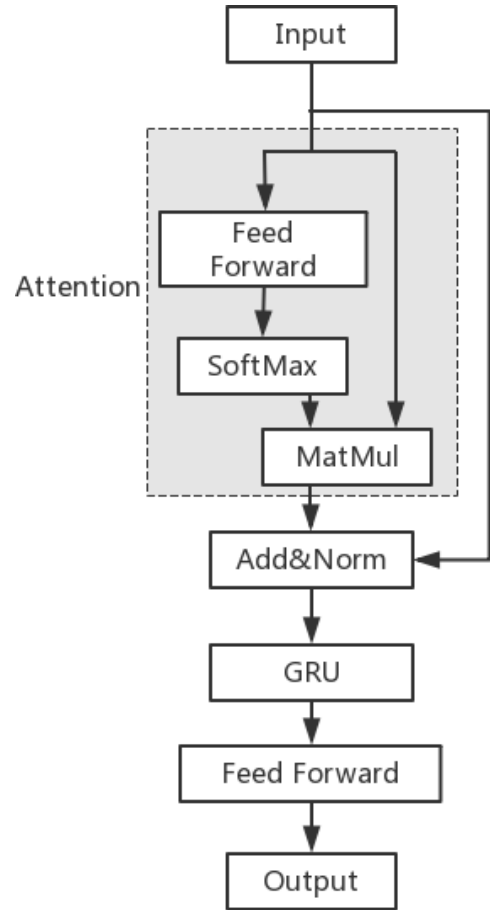 Input
Feed
Forward
Attention
SoftMax
MatMul
Add&Norm
GRU
Feed Forward
Output